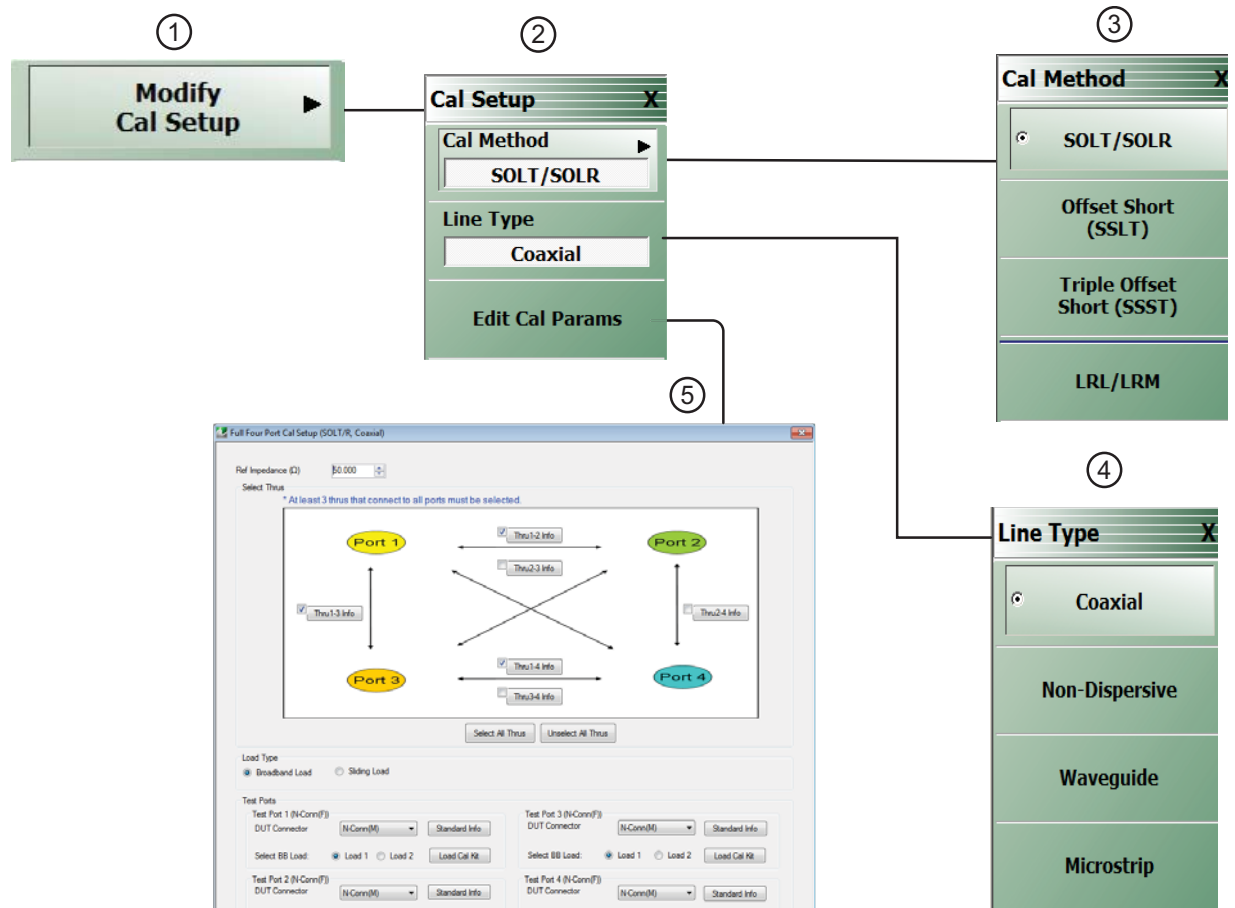 1
2
3
Modify
Cal Setup
Cal Setup X
Cal Method
SOLT/SOLR
Line Type
Coaxial
Edit Cal Params
Cal Method X
SOLT/SOLR
Offset Short
(SSLT)
Triple Offset
Short (SSST)
LRL/LRM
4
Line Type X
Coaxial
Non-Dispersive
Waveguide
Microstrip
5
Full Four Port Cal Setup (SOLT/R, Coaxial)
Ref Impedance (Ω) 50.000
Select Thrus
* At least 3 thrus that connect to all ports must be selected.
Port 1
Thru1-2 Info
Port 2
Thru2-3 Info
Thru1-3 Info
Thru2-4 Info
Port 3
Thru1-4 Info
Port 4
Thru3-4 Info
Select All Thrus Unselect All Thrus
Load Type
Broadband Load Sliding Load
Test Ports
Test Port 1 (N-Conn(F))
DUT Connector N-Conn(M) Standard Info
Select BB Load: Load 1 Load 2 Load Cal Kit
Test Port 3 (N-Conn(F))
DUT Connector N-Conn(M) Standard Info
Select BB Load: Load 1 Load 2 Load Cal Kit
Test Port 2 (N-Conn(F))
DUT Connector N-Conn(M) Standard Info
Test Port 4 (N-Conn(F))
DUT Connector N-Conn(M) Standard Info